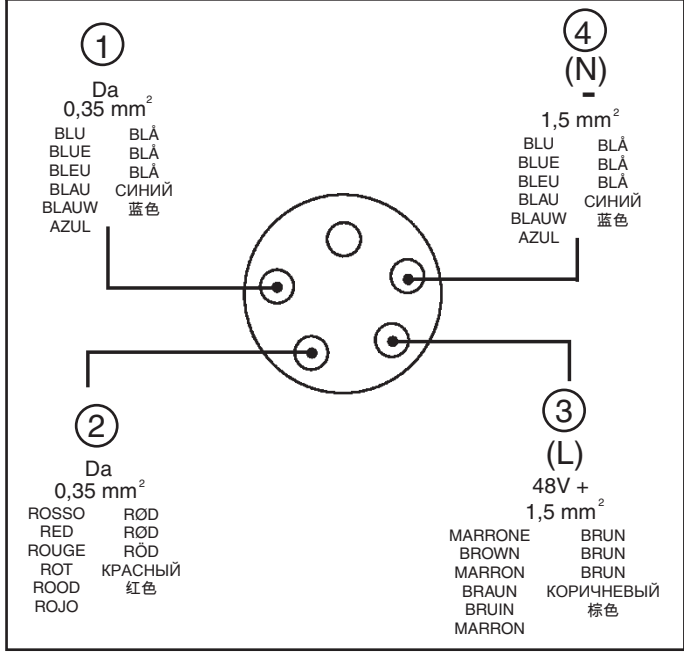 1
Da
0,35 mm²
BLU BLÅ
BLUE BLÅ
BLEU BLÅ
BLAU СИНИЙ
BLAUW 蓝色
AZUL
4
(N)
-
1,5 mm²
BLU BLÅ
BLUE BLÅ
BLEU BLÅ
BLAU СИНИЙ
BLAUW 蓝色
AZUL
2
Da
0,35 mm²
ROSSO RØD
RED RØD
ROUGE RÖD
ROT КРАСНЫЙ
ROOD 红色
ROJO
3
(L)
48V +
1,5 mm²
MARRONE BRUN
BROWN BRUN
MARRON BRUN
BRAUN КОРИЧНЕВЫЙ
BRUIN 棕色
MARRON